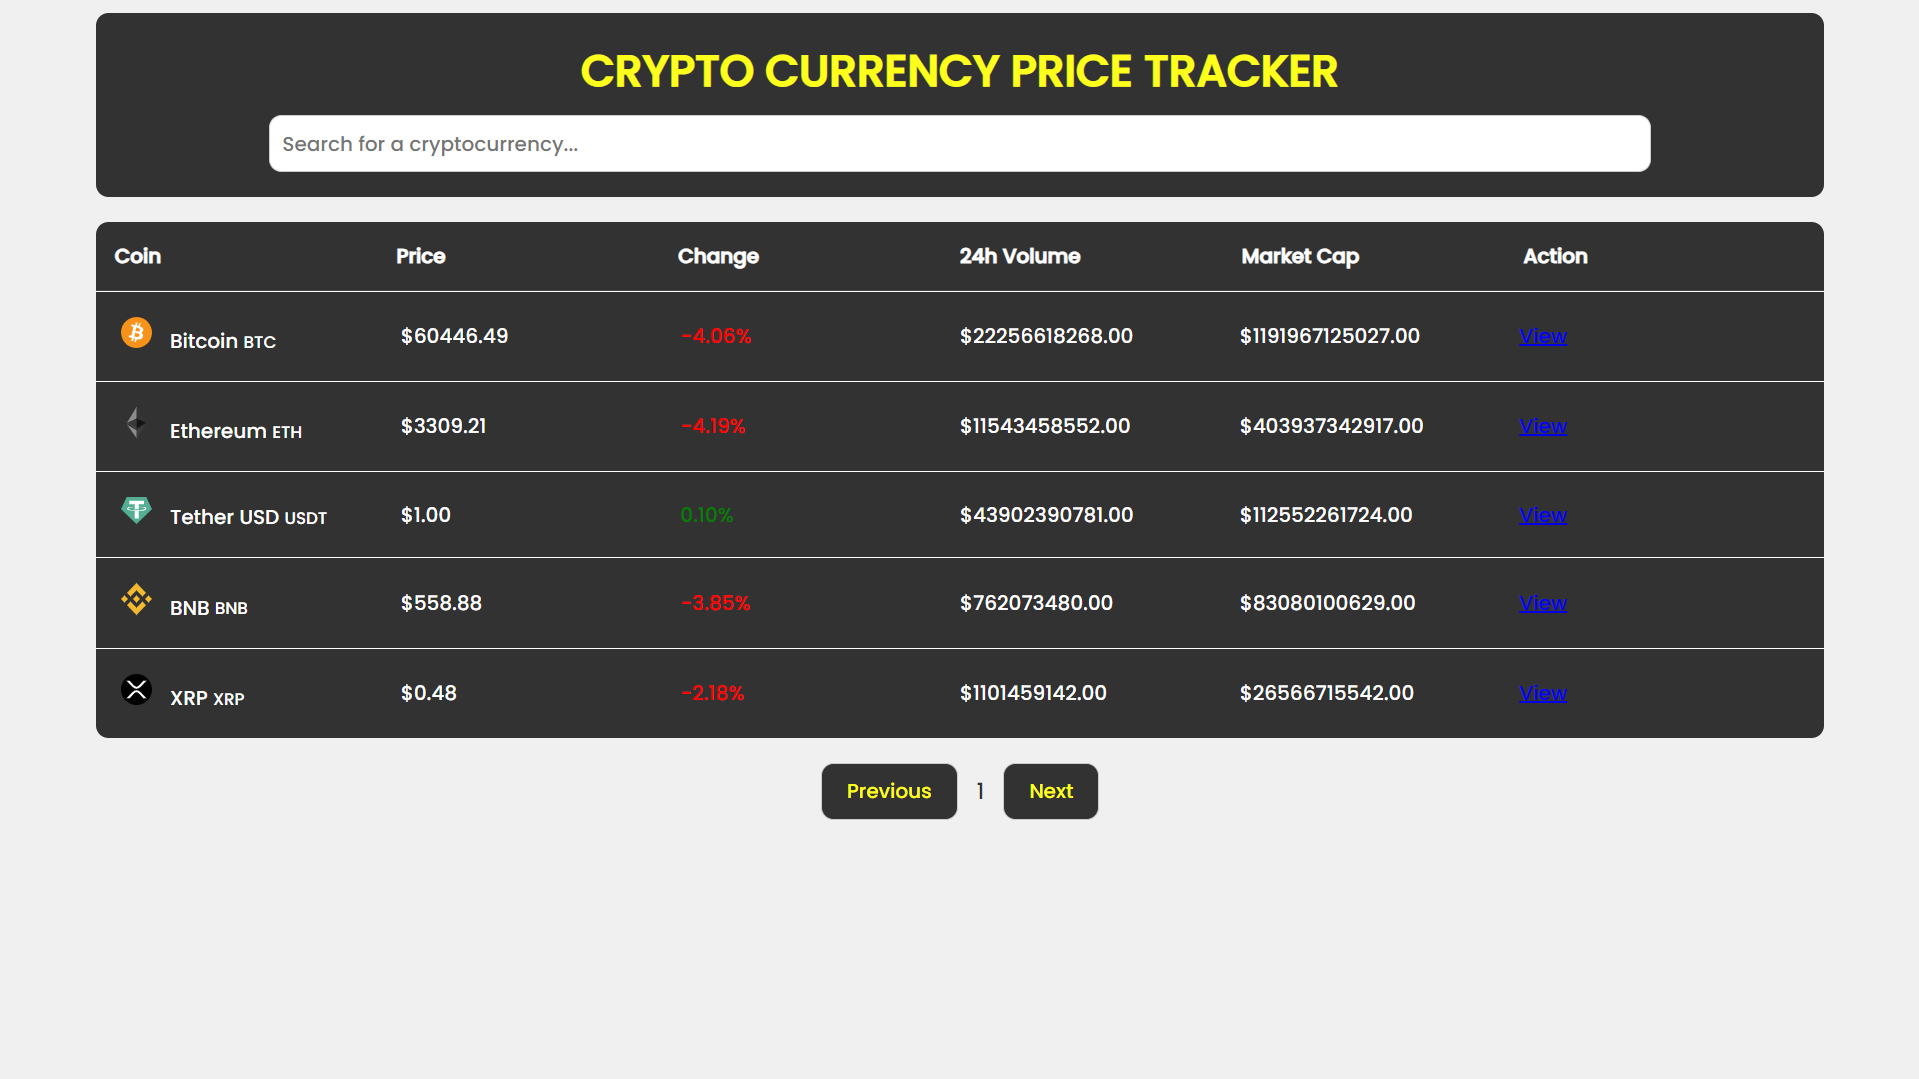 CRYPTO CURRENCY PRICE TRACKER
Search for a cryptocurrency...
Coin Price Change 24h Volume Market Cap Action
Bitcoin BTC $60446.49 -4.06% $22256618268.00 $1191967125027.00 View
Ethereum ETH $3309.21 -4.19% $11543458552.00 $403937342917.00 View
Tether USD USDT $1.00 0.10% $43902390781.00 $112552261724.00 View
BNB BNB $558.88 -3.85% $762073480.00 $83080100629.00 View
XRP XRP $0.48 -2.18% $1101459142.00 $26566715542.00 View
Previous 1 Next